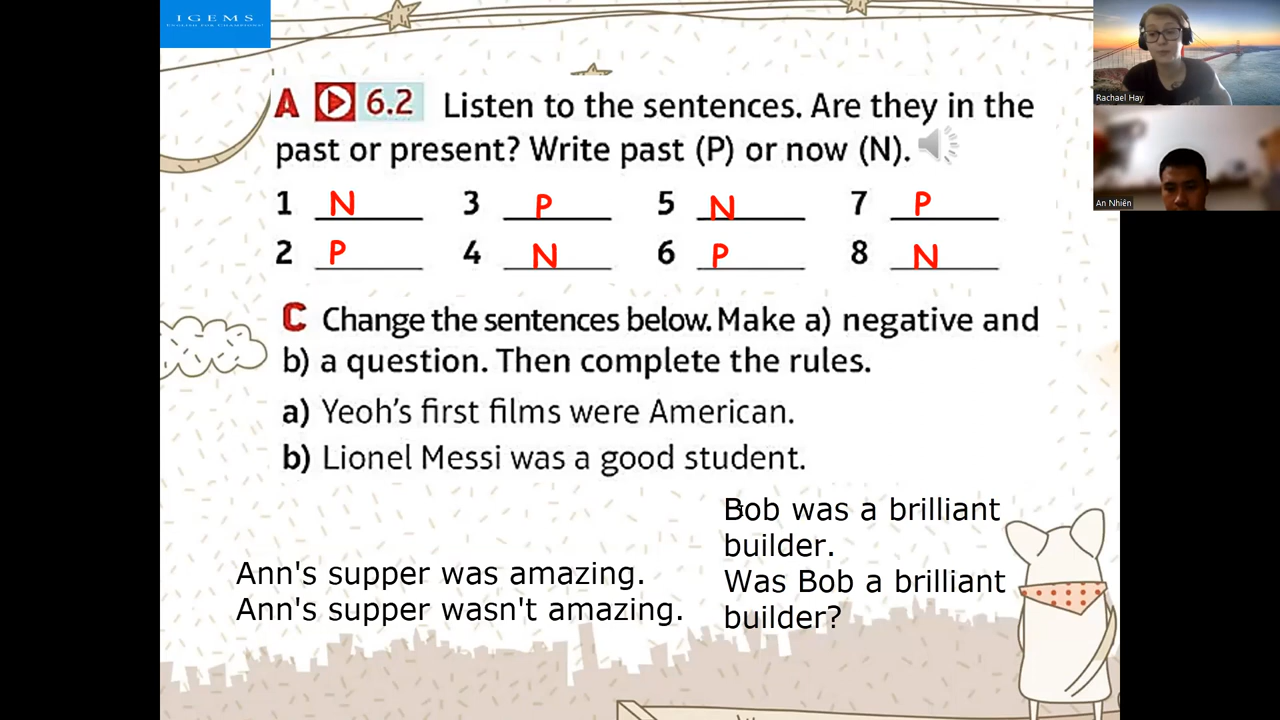 IGEMS
ENGLISH FOR CHAMPIONS!
Rachael Hay
An Nhiên
A 6.2 Listen to the sentences. Are they in the
past or present? Write past (P) or now (N).
1 N 3 P 5 N 7 P
2 P 4 N 6 P 8 N
C Change the sentences below. Make a) negative and
b) a question. Then complete the rules.
a) Yeoh's first films were American.
b) Lionel Messi was a good student.
Bob was a brilliant
builder.
Was Bob a brilliant
builder?
Ann's supper was amazing.
Ann's supper wasn't amazing.